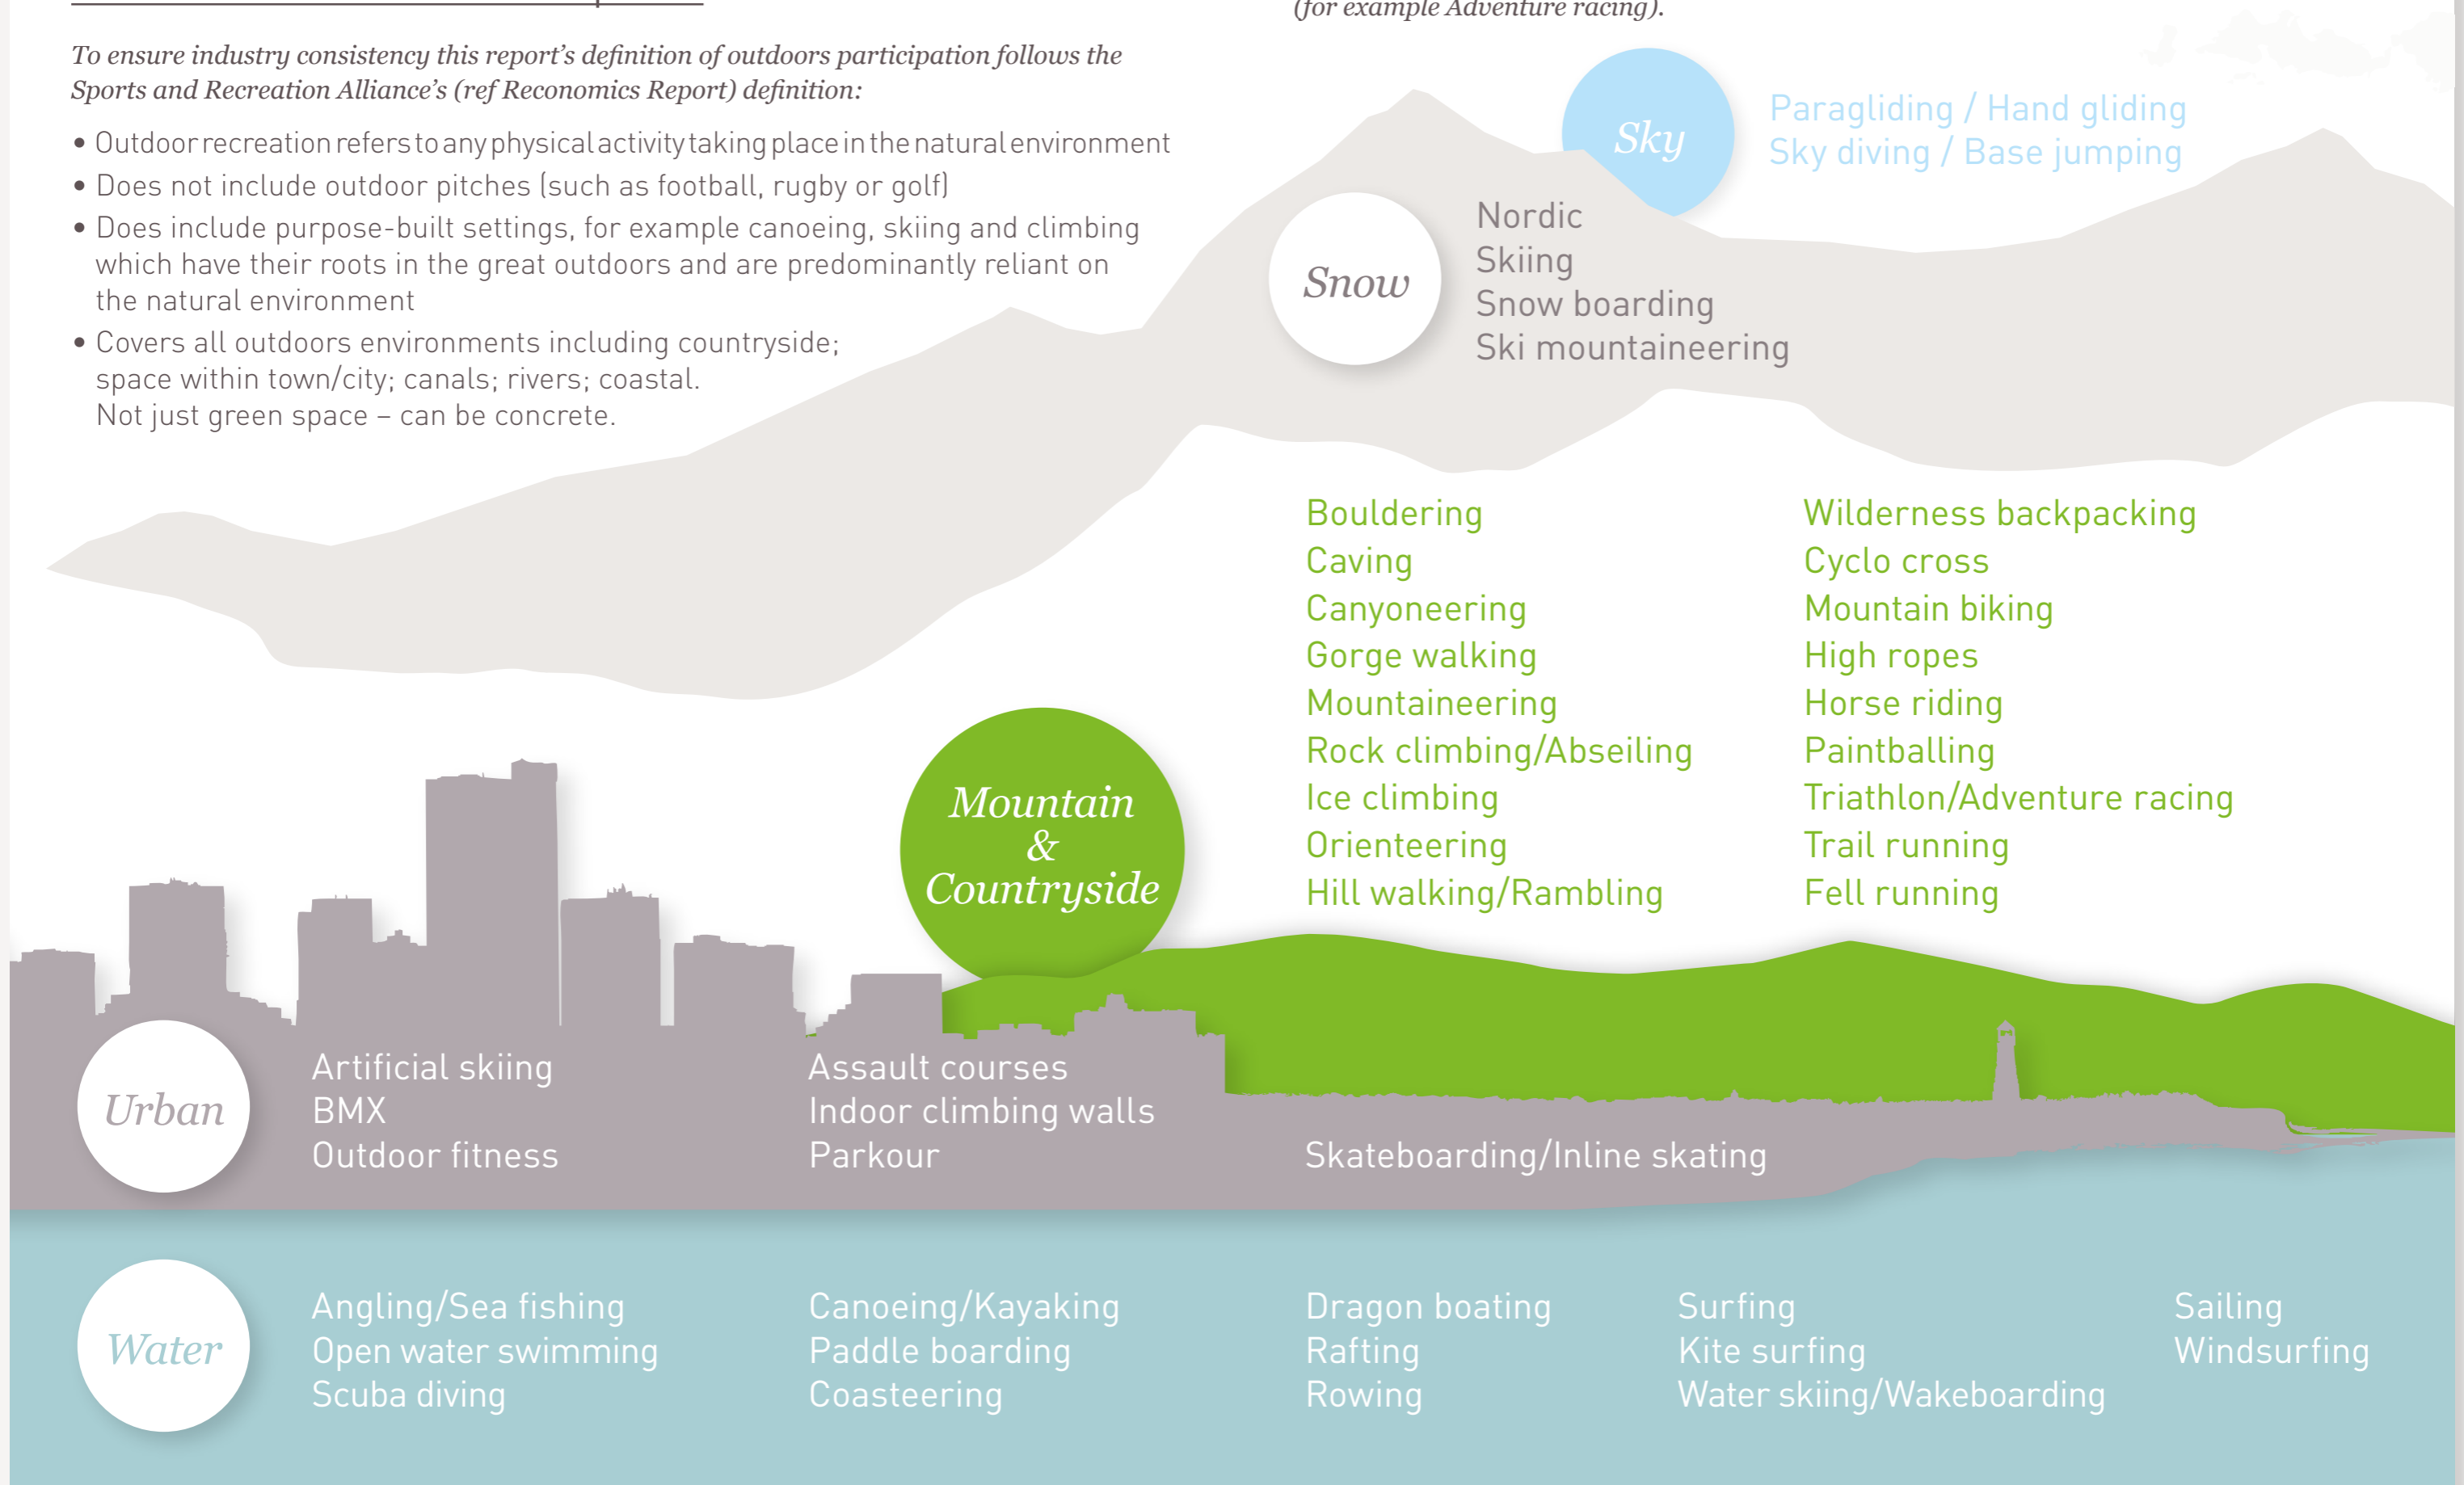 (for example Adventure racing).
To ensure industry consistency this report's definition of outdoors participation follows the
Sports and Recreation Alliance's (ref Reconomics Report) definition:
• Outdoor recreation refers to any physical activity taking place in the natural environment
• Does not include outdoor pitches (such as football, rugby or golf)
• Does include purpose-built settings, for example canoeing, skiing and climbing
which have their roots in the great outdoors and are predominantly reliant on
the natural environment
• Covers all outdoors environments including countryside;
space within town/city; canals; rivers; coastal.
Not just green space – can be concrete.
Sky
Paragliding / Hand gliding
Sky diving / Base jumping
Snow
Nordic
Skiing
Snow boarding
Ski mountaineering
Mountain
&
Countryside
Bouldering
Caving
Canyoneering
Gorge walking
Mountaineering
Rock climbing/Abseiling
Ice climbing
Orienteering
Hill walking/Rambling
Wilderness backpacking
Cyclo cross
Mountain biking
High ropes
Horse riding
Paintballing
Triathlon/Adventure racing
Trail running
Fell running
Urban
Artificial skiing
BMX
Outdoor fitness
Assault courses
Indoor climbing walls
Parkour
Skateboarding/Inline skating
Water
Angling/Sea fishing
Open water swimming
Scuba diving
Canoeing/Kayaking
Paddle boarding
Coasteering
Dragon boating
Rafting
Rowing
Surfing
Kite surfing
Water skiing/Wakeboarding
Sailing
Windsurfing